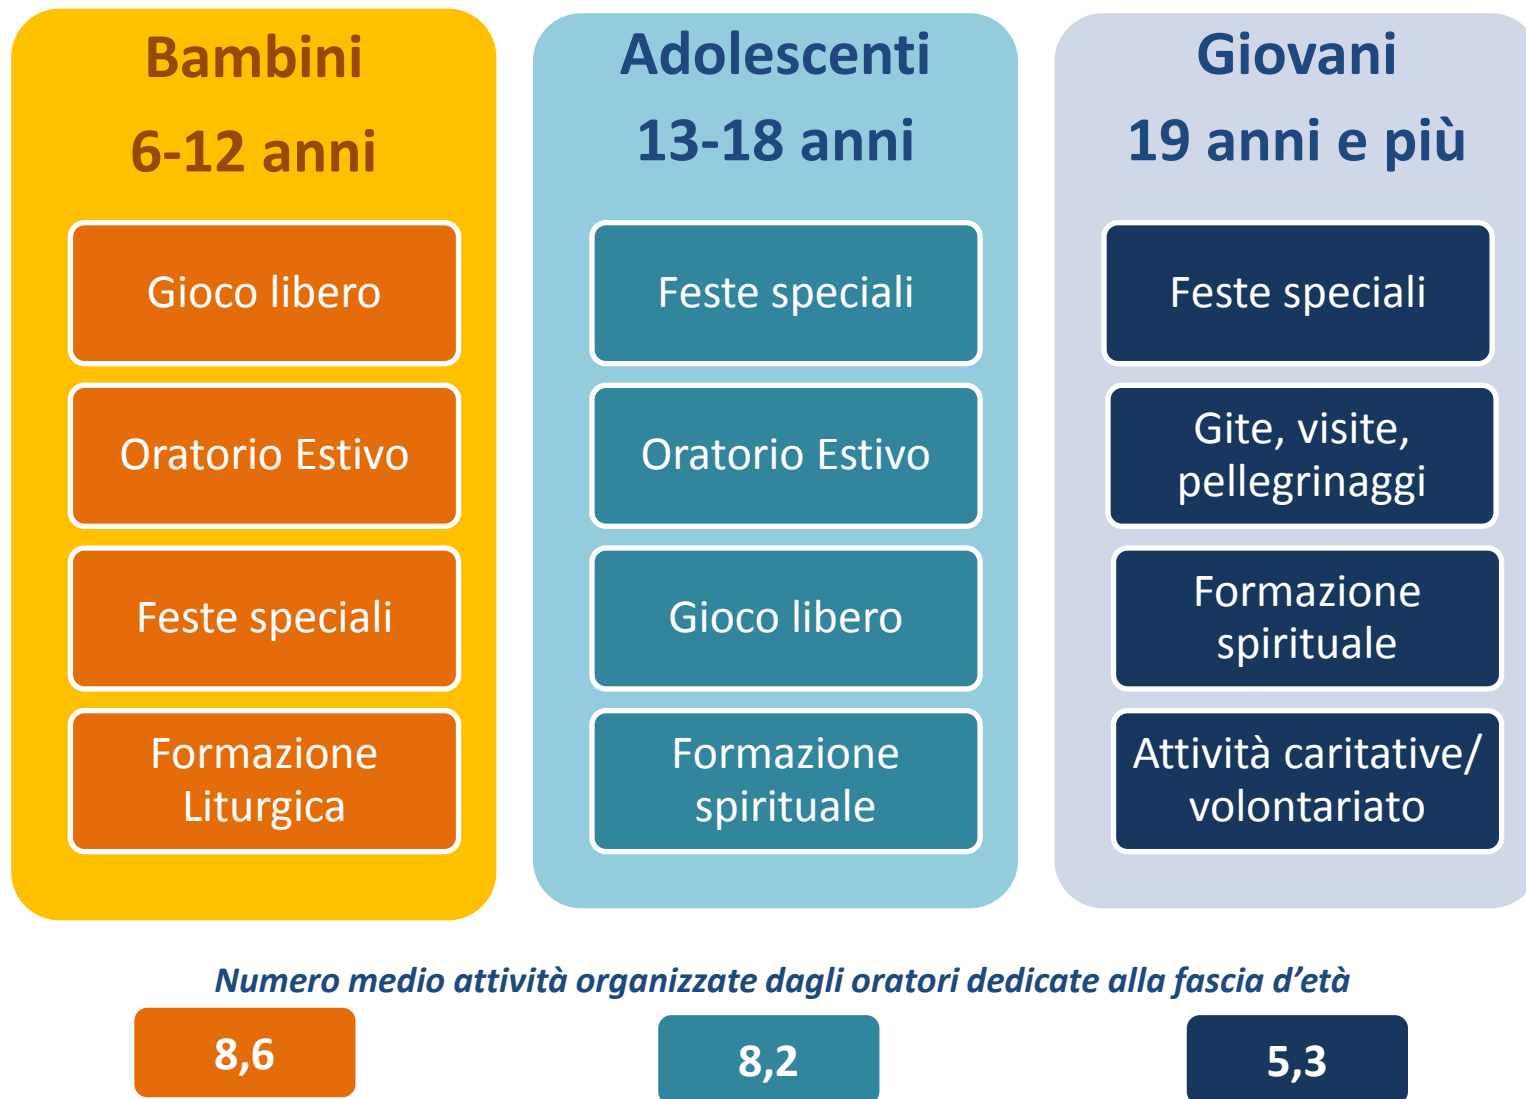 Bambini
6-12 anni
Gioco libero
Oratorio Estivo
Feste speciali
Formazione
Liturgica
Adolescenti
13-18 anni
Feste speciali
Oratorio Estivo
Gioco libero
Formazione
spirituale
Giovani
19 anni e più
Feste speciali
Gite, visite,
pellegrinaggi
Formazione
spirituale
Attività caritative/
volontariato
Numero medio attività organizzate dagli oratori dedicate alla fascia d’età
8,6
8,2
5,3